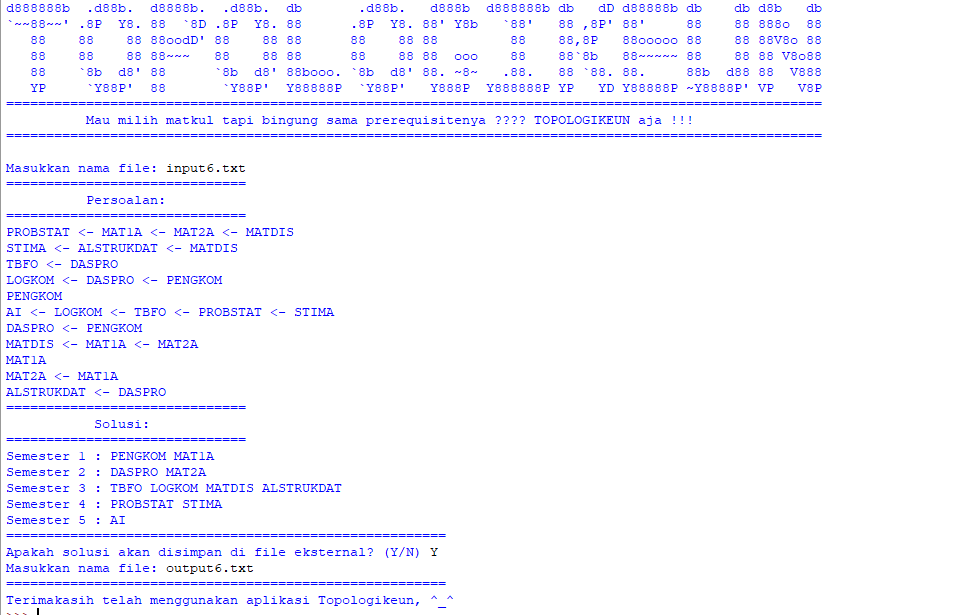 d888888b  .d88b.  d8888b.  .d88b.  db       .d88b.   d888b  d888888b db   dD d88888b db    db d8b   db
`~~88~~' .8P  Y8. 88  `8D .8P  Y8. 88      .8P  Y8. 88' Y8b   `88'   88 ,8P' 88'     88    88 888o  88
   88    88    88 88oodD' 88    88 88      88    88 88         88    88,8P   88ooooo 88    88 88V8o 88
   88    88    88 88~~~   88    88 88      88    88 88  ooo    88    88`8b   88~~~~~ 88    88 88 V8o88
   88    `8b  d8' 88      `8b  d8' 88booo. `8b  d8' 88. ~8~   .88.   88 `88. 88.     88b  d88 88  V888
   YP     `Y88P'  88       `Y88P'  Y88888P  `Y88P'   Y888P  Y888888P YP   YD Y88888P ~Y8888P' VP   V8P
======================================================================================================
Mau milih matkul tapi bingung sama prerequisitenya ???? TOPOLOGIKEUN aja !!!
======================================================================================================
Masukkan nama file: input6.txt
==============================
Persoalan:
==============================
PROBSTAT <- MAT1A <- MAT2A <- MATDIS
STIMA <- ALSTRUKDAT <- MATDIS
TBFO <- DASPRO
LOGKOM <- DASPRO <- PENGKOM
PENGKOM
AI <- LOGKOM <- TBFO <- PROBSTAT <- STIMA
DASPRO <- PENGKOM
MATDIS <- MAT1A <- MAT2A
MAT1A
MAT2A <- MAT1A
ALSTRUKDAT <- DASPRO
==============================
Solusi:
==============================
Semester 1 : PENGKOM MAT1A
Semester 2 : DASPRO MAT2A
Semester 3 : TBFO LOGKOM MATDIS ALSTRUKDAT
Semester 4 : PROBSTAT STIMA
Semester 5 : AI
=======================================================
Apakah solusi akan disimpan di file eksternal? (Y/N) Y
Masukkan nama file: output6.txt
=======================================================
Terimakasih telah menggunakan aplikasi Topologikeun, ^_^
>>>